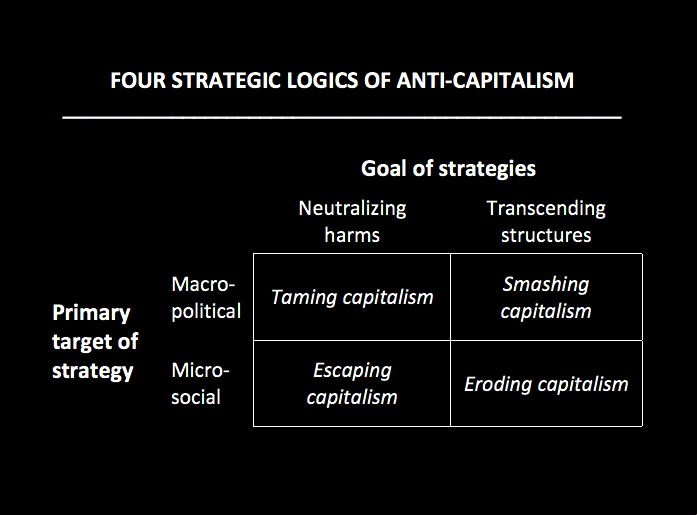 FOUR STRATEGIC LOGICS OF ANTI-CAPITALISM
Goal of strategies
Neutralizing
harms
Transcending
structures
Primary
target of
strategy
Macro-
political
Taming capitalism
Smashing
capitalism
Micro-
social
Escaping
capitalism
Eroding capitalism